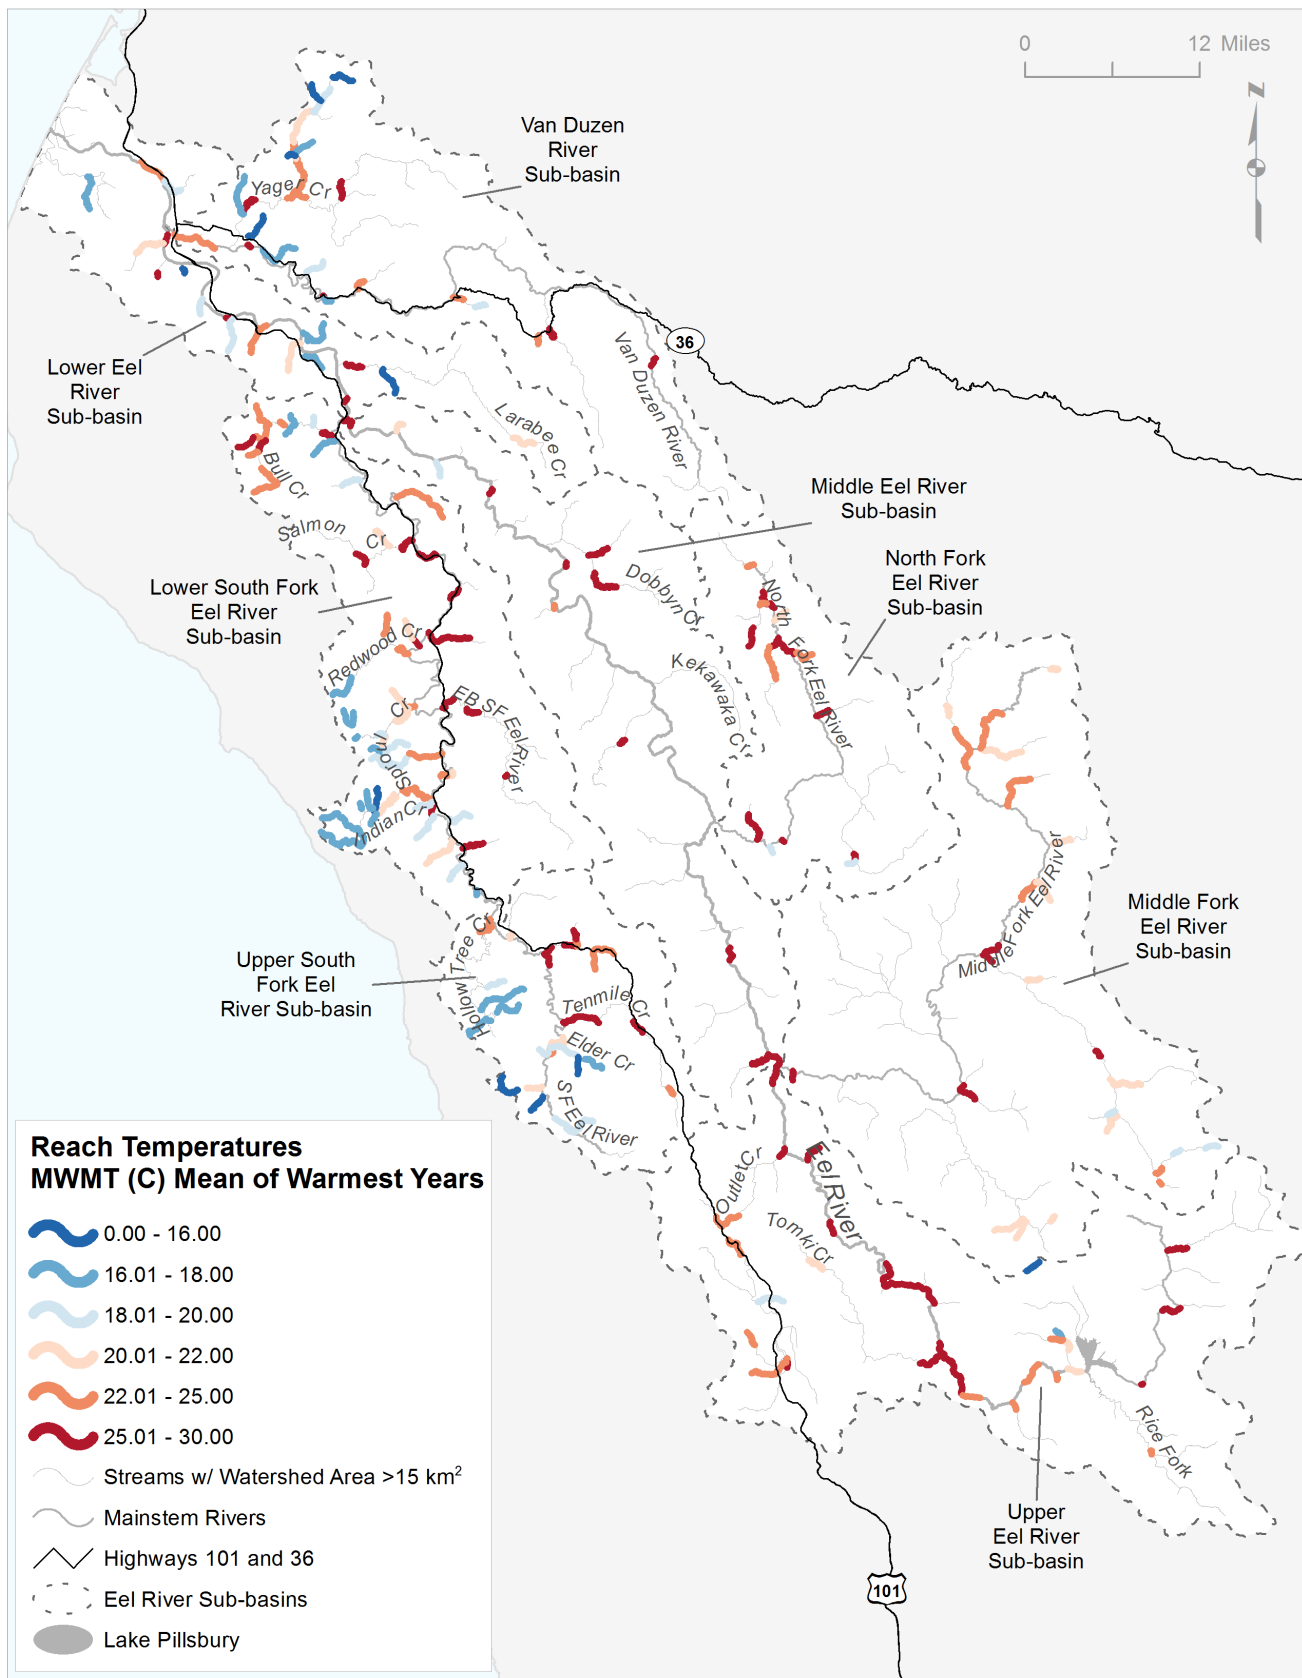 0 12 Miles
N
Van Duzen
River
Sub-basin
Yager Cr
36
Lower Eel
River
Sub-basin
Van Duzen River
Larabee Cr
Bull Cr
Middle Eel River
Sub-basin
Salmon
Cr
North Fork
Eel River
Sub-basin
Lower South Fork
Eel River
Sub-basin
Dobbyn Cr
North Fork Eel River
Redwood Cr
Kekawaka Cr
EB SF Eel River
Sproul
Cr
Indian Cr
Middle Fork Eel River
Middle Fork
Eel River
Sub-basin
Hollow Tree Cr
Upper South
Fork Eel
River Sub-basin
Tenmile Cr
Elder Cr
S F Eel River
Outlet Cr
Eel River
Tomki Cr
Rice Fork
Upper
Eel River
Sub-basin
101
Reach Temperatures
MWMT (C) Mean of Warmest Years
0.00 - 16.00
16.01 - 18.00
18.01 - 20.00
20.01 - 22.00
22.01 - 25.00
25.01 - 30.00
Streams w/ Watershed Area >15 km²
Mainstem Rivers
Highways 101 and 36
Eel River Sub-basins
Lake Pillsbury